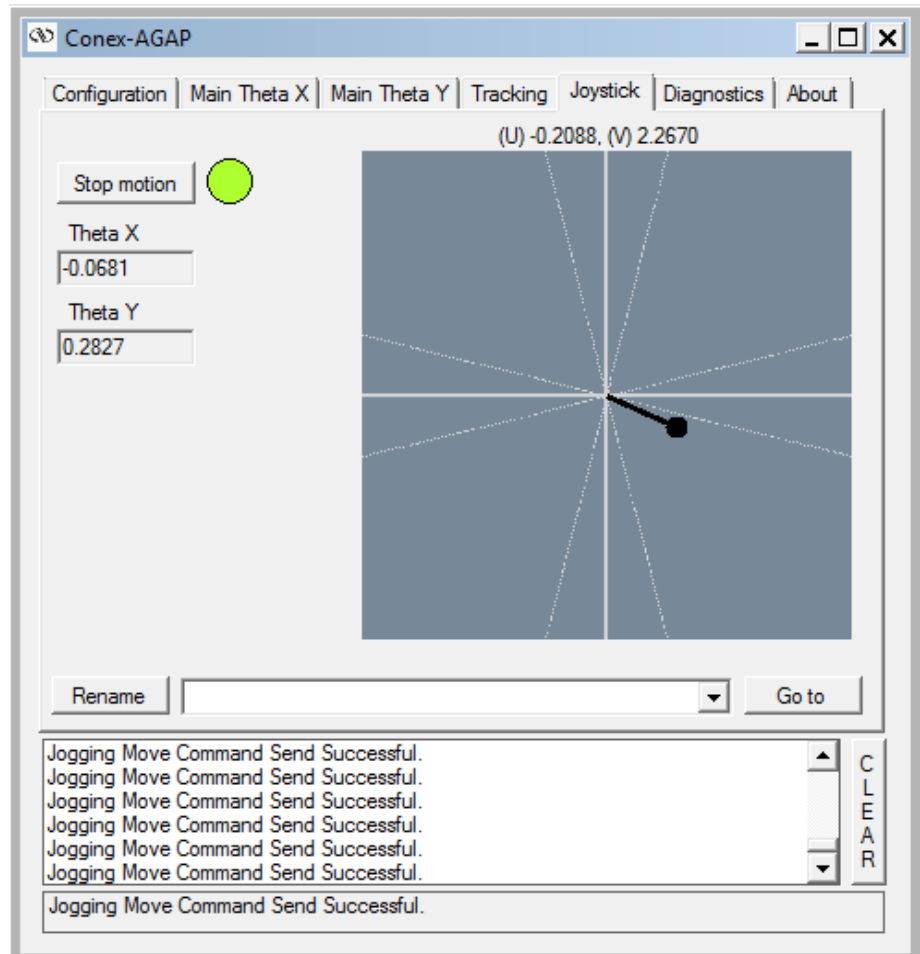 Conex-AGAP
Configuration Main Theta X Main Theta Y Tracking Joystick Diagnostics About
(U) -0.2088, (V) 2.2670
Stop motion
Theta X
-0.0681
Theta Y
0.2827
Rename Go to
Jogging Move Command Send Successful.
Jogging Move Command Send Successful.
Jogging Move Command Send Successful.
Jogging Move Command Send Successful.
Jogging Move Command Send Successful.
Jogging Move Command Send Successful.
CLEAR
Jogging Move Command Send Successful.